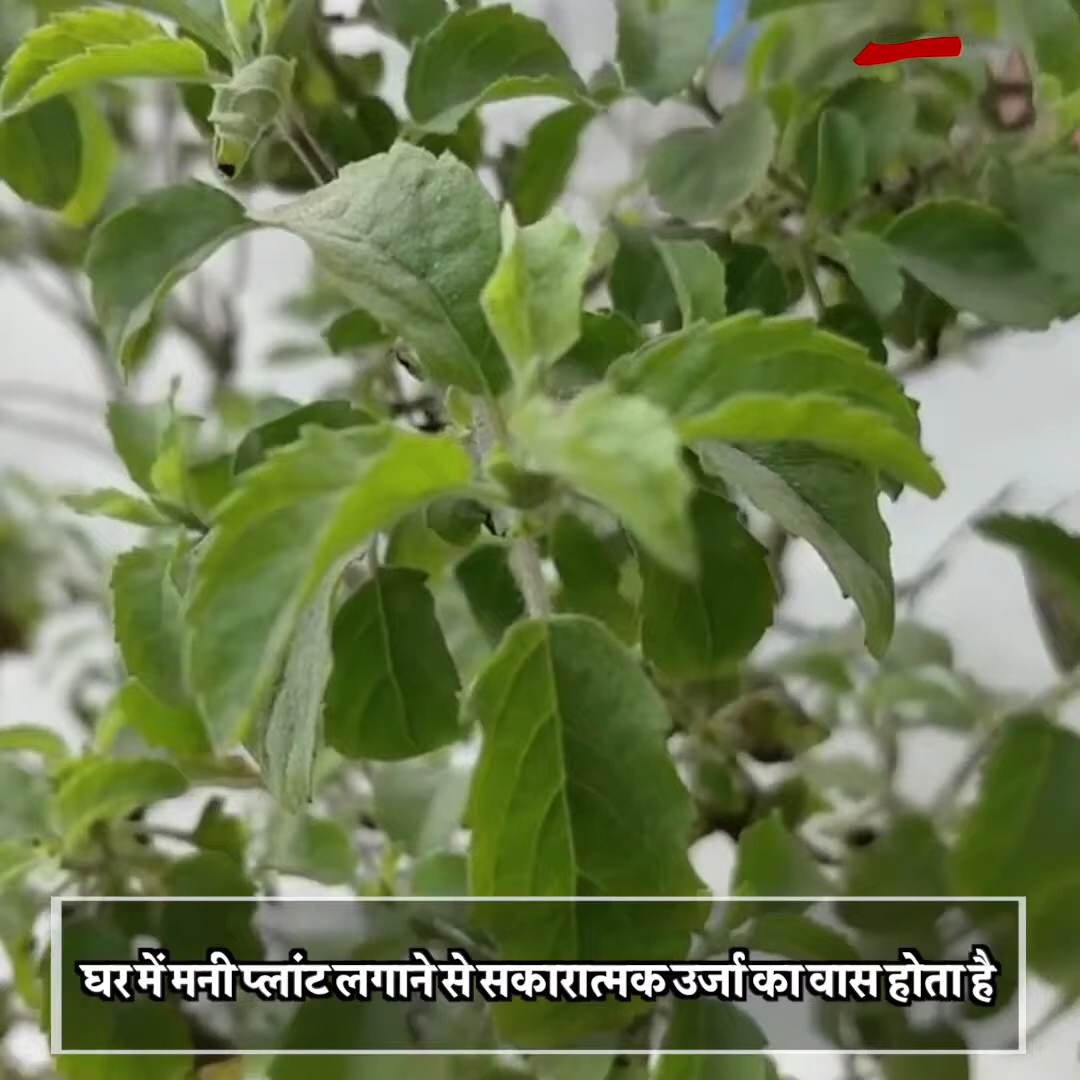 घर में मनी प्लांट लगाने से सकारात्मक उर्जा का वास होता है